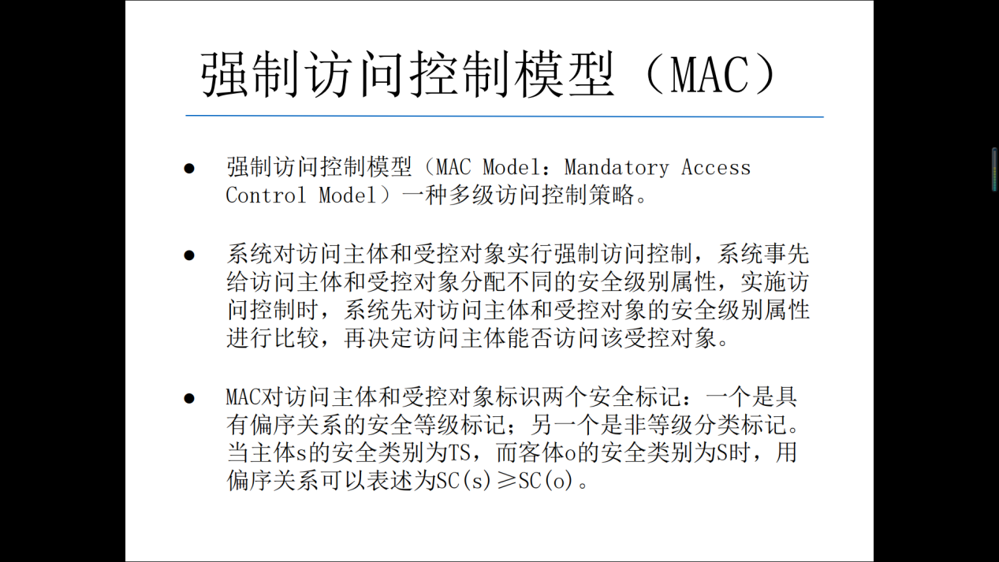 强制访问控制模型（MAC）
● 强制访问控制模型（MAC Model：Mandatory Access
Control Model）一种多级访问控制策略。
● 系统对访问主体和受控对象实行强制访问控制，系统事先
给访问主体和受控对象分配不同的安全级别属性，实施访
问控制时，系统先对访问主体和受控对象的安全级别属性
进行比较，再决定访问主体能否访问该受控对象。
● MAC对访问主体和受控对象标识两个安全标记：一个是具
有偏序关系的安全等级标记；另一个是非等级分类标记。
当主体s的安全类别为TS，而客体o的安全类别为S时，用
偏序关系可以表述为SC(s)≥SC(o)。